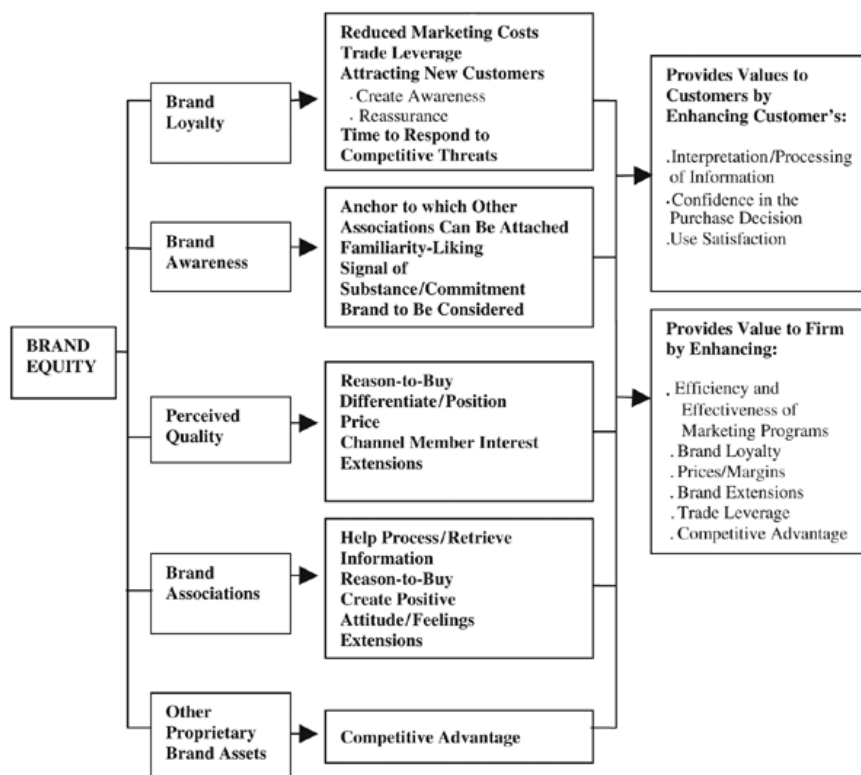 BRAND
EQUITY
Brand
Loyalty
Reduced Marketing Costs
Trade Leverage
Attracting New Customers
· Create Awareness
· Reassurance
Time to Respond to
Competitive Threats
Brand
Awareness
Anchor to which Other
Associations Can Be Attached
Familiarity-Liking
Signal of
Substance/Commitment
Brand to Be Considered
Perceived
Quality
Reason-to-Buy
Differentiate/Position
Price
Channel Member Interest
Extensions
Brand
Associations
Help Process/Retrieve
Information
Reason-to-Buy
Create Positive
Attitude/Feelings
Extensions
Other
Proprietary
Brand Assets
Competitive Advantage
Provides Values to
Customers by
Enhancing Customer's:
. Interpretation/Processing
of Information
. Confidence in the
Purchase Decision
. Use Satisfaction
Provides Value to Firm
by Enhancing:
. Efficiency and
Effectiveness of
Marketing Programs
. Brand Loyalty
. Prices/Margins
. Brand Extensions
. Trade Leverage
. Competitive Advantage